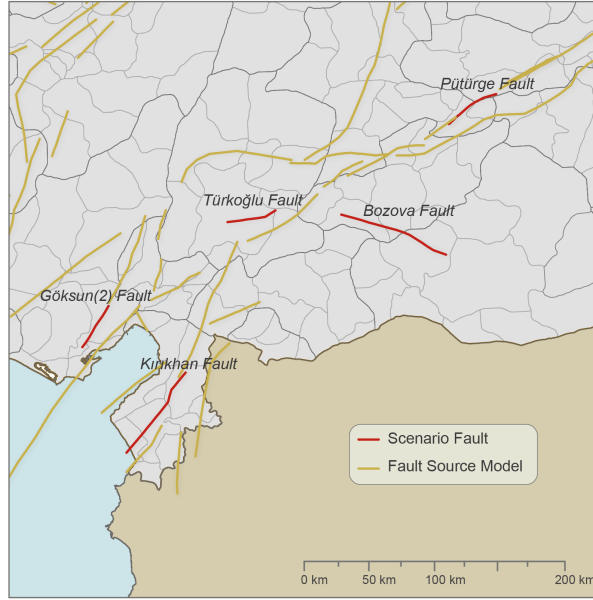 Pütürge Fault
Türkoğlu Fault
Bozova Fault
Göksun(2) Fault
Kırıkhan Fault
Scenario Fault
Fault Source Model
0 km 50 km 100 km 200 km